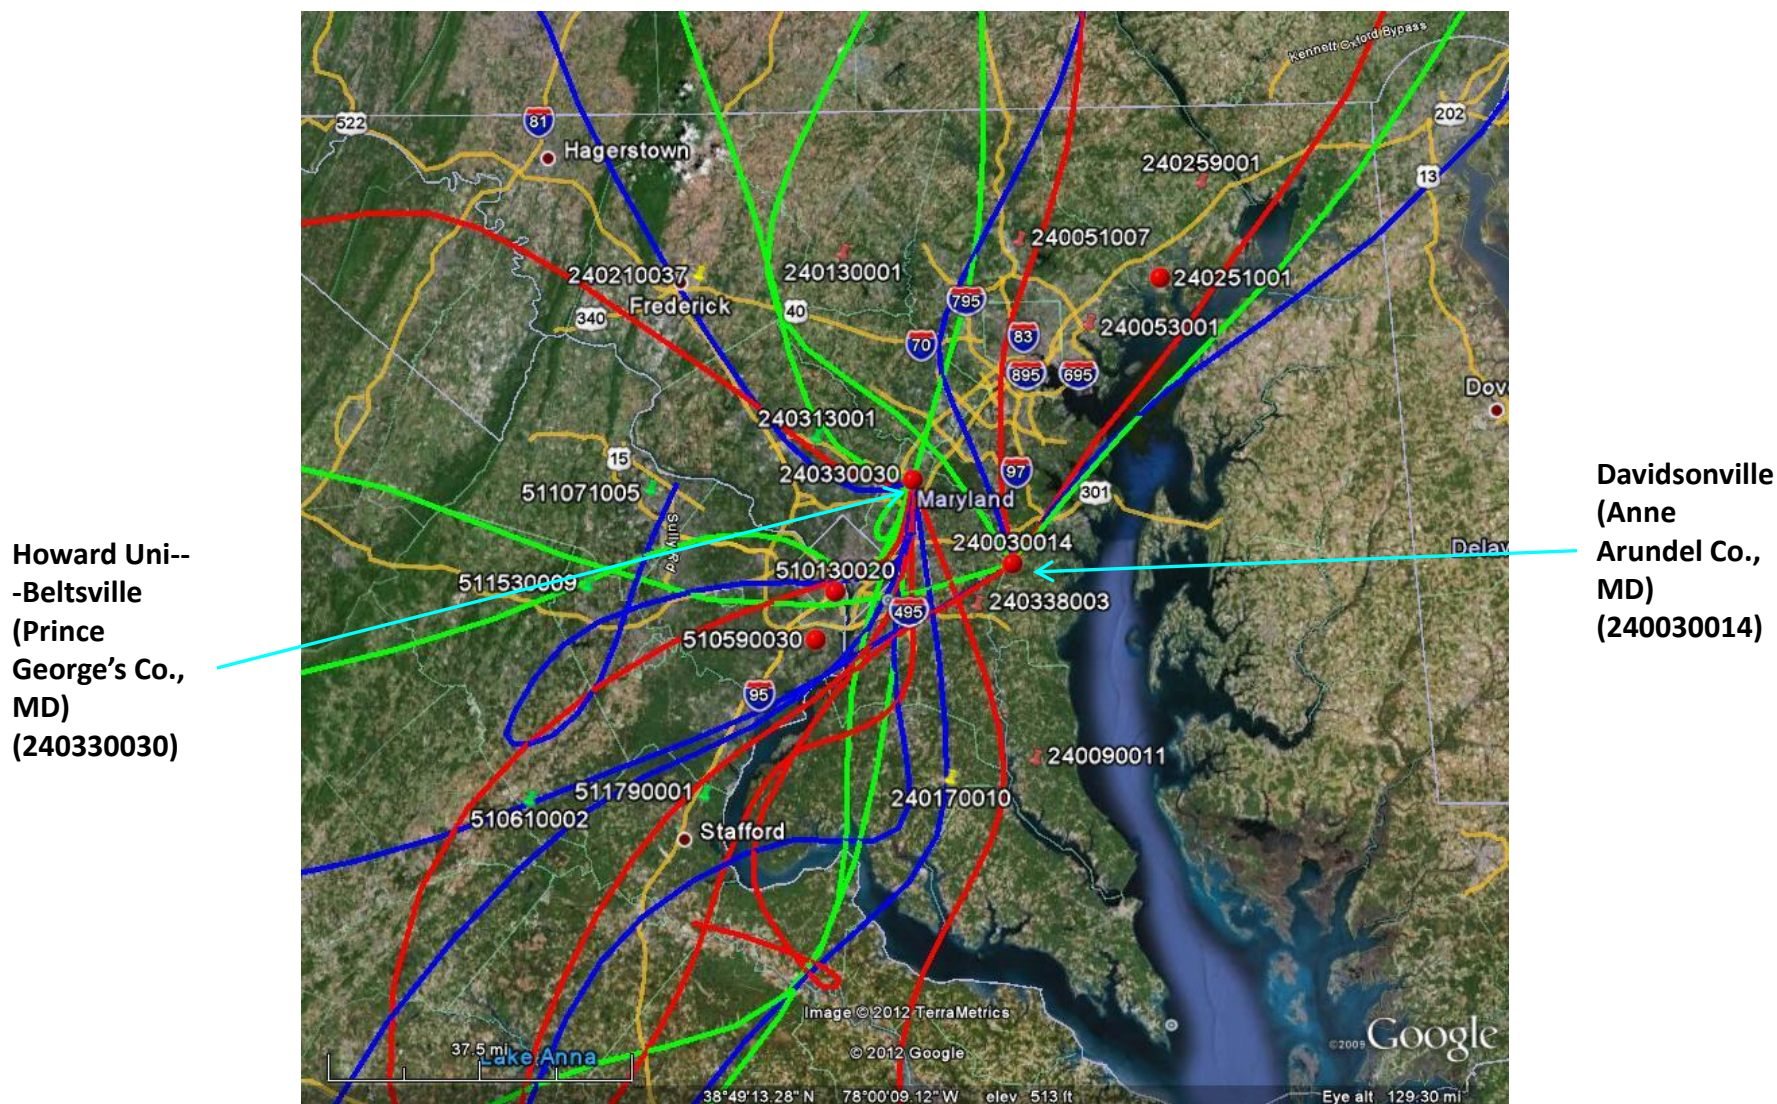 Kennett Oxford Bypass
522
81
202
Hagerstown
240259001
13
240051007
240210037
240130001
240251001
Frederick
795
340
40
240053001
70
83
895
695
Dov
240313001
15
240330030
97
511071005
Maryland
301
Sully Rd
240030014
Delav
510130020
511530009
240338003
495
510590030
95
240090011
511790001
240170010
510610002
Stafford
Howard Uni--
-Beltsville
(Prince
George's Co.,
MD)
(240330030)
Davidsonville
(Anne
Arundel Co.,
MD)
(240030014)
Image © 2012 TerraMetrics
© 2012 Google
©2009 Google
37.5 mi
Lake Anna
38°49'13.28" N 78°00'09.12" W elev 513 ft Eye alt 129.30 mi